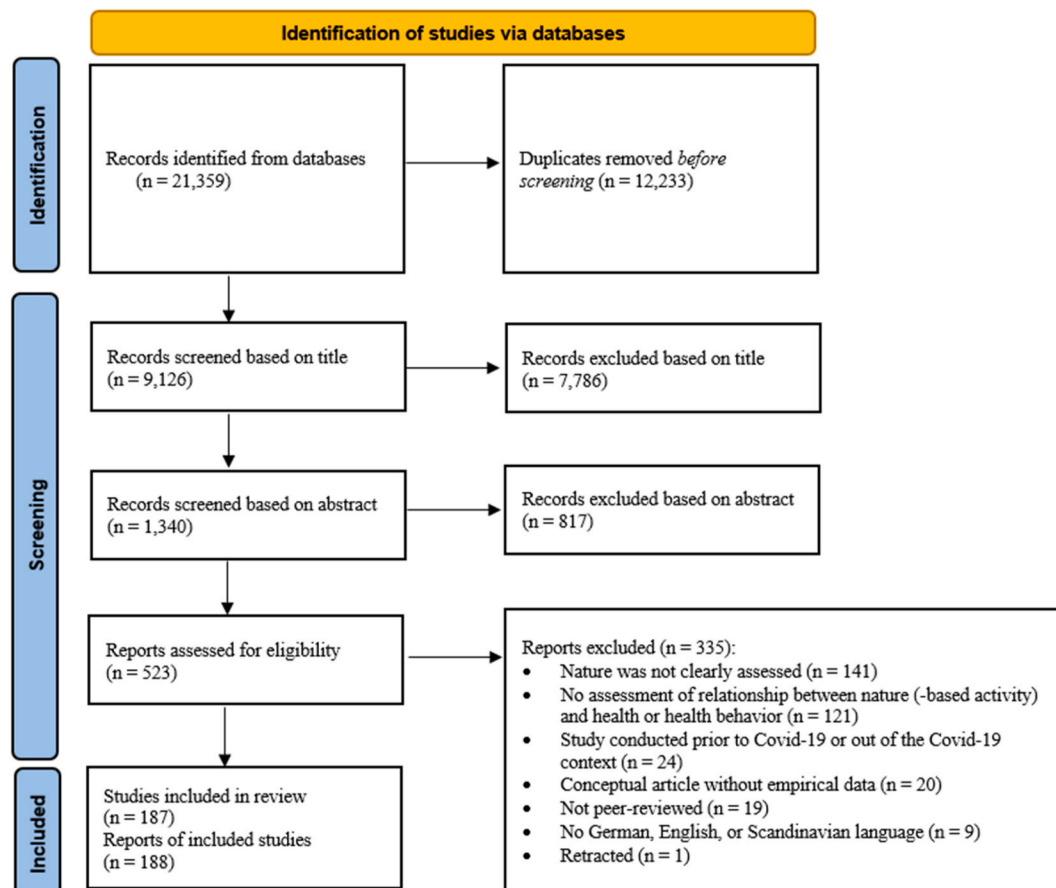 Identification of studies via databases
Identification
Records identified from databases
(n = 21,359)
Duplicates removed before
screening (n = 12,233)
Screening
Records screened based on title
(n = 9,126)
Records excluded based on title
(n = 7,786)
Records screened based on abstract
(n = 1,340)
Records excluded based on abstract
(n = 817)
Reports assessed for eligibility
(n = 523)
Reports excluded (n = 335):
• Nature was not clearly assessed (n = 141)
• No assessment of relationship between nature (-based activity)
and health or health behavior (n = 121)
• Study conducted prior to Covid-19 or out of the Covid-19
context (n = 24)
• Conceptual article without empirical data (n = 20)
• Not peer-reviewed (n = 19)
• No German, English, or Scandinavian language (n = 9)
• Retracted (n = 1)
Included
Studies included in review
(n = 187)
Reports of included studies
(n = 188)